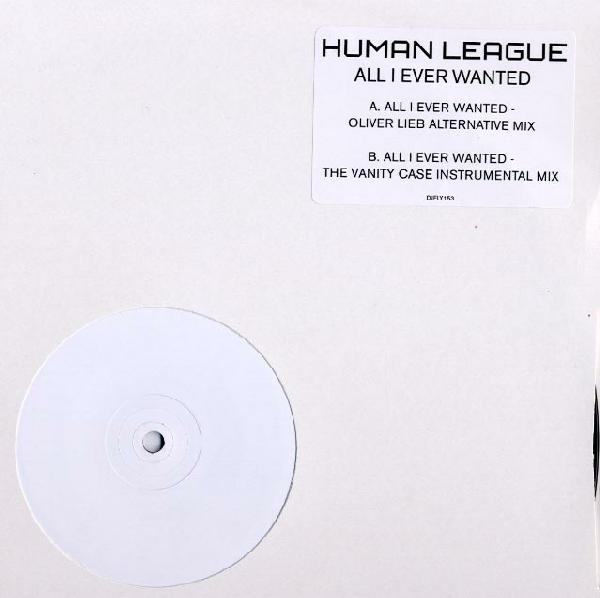 HUMAN LEAGUE
ALL I EVER WANTED
A. ALL I EVER WANTED -
OLIVER LIEB ALTERNATIVE MIX
B. ALL I EVER WANTED -
THE VANITY CASE INSTRUMENTAL MIX